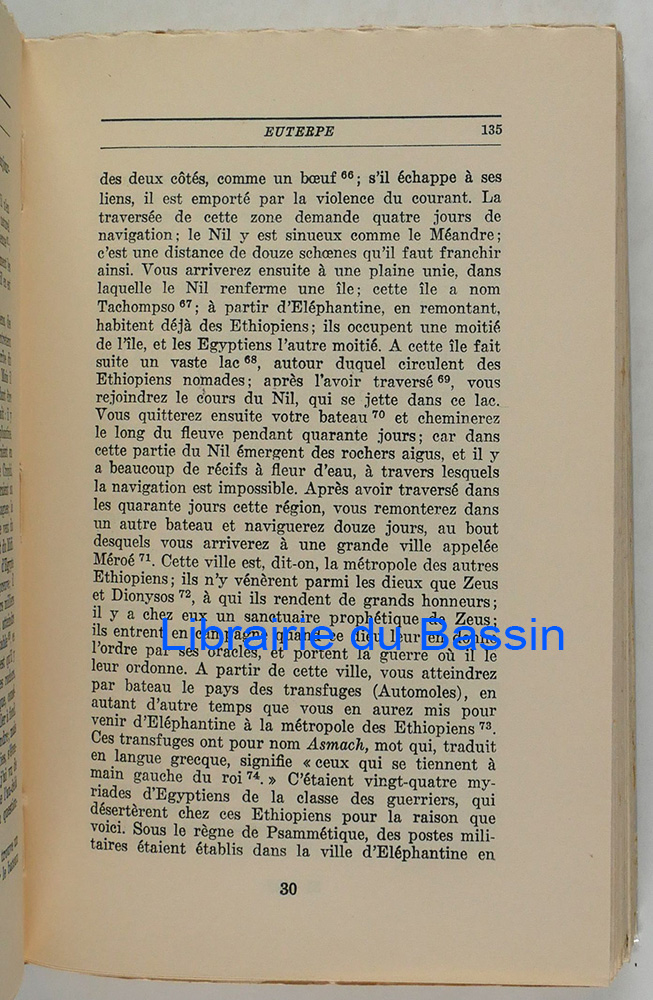 EUTERPE 135
des deux côtés, comme un bœuf 66 ; s'il échappe à ses
liens, il est emporté par la violence du courant. La
traversée de cette zone demande quatre jours de
navigation ; le Nil y est sinueux comme le Méandre ;
c'est une distance de douze schœnes qu'il faut franchir
ainsi. Vous arriverez ensuite à une plaine unie, dans
laquelle le Nil renferme une île ; cette île a nom
Tachompso 67 ; à partir d'Eléphantine, en remontant,
habitent déjà des Ethiopiens ; ils occupent une moitié
de l'île, et les Egyptiens l'autre moitié. A cette île fait
suite un vaste lac 68, autour duquel circulent des
Ethiopiens nomades ; après l'avoir traversé 69, vous
rejoindrez le cours du Nil, qui se jette dans ce lac.
Vous quitterez ensuite votre bateau 70 et cheminerez
le long du fleuve pendant quarante jours ; car dans
cette partie du Nil émergent des rochers aigus, et il y
a beaucoup de récifs à fleur d'eau, à travers lesquels
la navigation est impossible. Après avoir traversé dans
les quarante jours cette région, vous remonterez dans
un autre bateau et naviguerez douze jours, au bout
desquels vous arriverez à une grande ville appelée
Méroé 71. Cette ville est, dit-on, la métropole des autres
Ethiopiens ; ils n'y vénèrent parmi les dieux que Zeus
et Dionysos 72, à qui ils rendent de grands honneurs ;
il y a chez eux un sanctuaire prophétique de Zeus ;
ils entrent en campagne quand ce dieu leur en donne
Librairie du Bassin
l'ordre par ses oracles, et portent la guerre où il le
leur ordonne. A partir de cette ville, vous atteindrez
par bateau le pays des transfuges (Automoles), en
autant d'autre temps que vous en aurez mis pour
venir d'Eléphantine à la métropole des Ethiopiens 73.
Ces transfuges ont pour nom Asmach, mot qui, traduit
en langue grecque, signifie « ceux qui se tiennent à
main gauche du roi 74. » C'étaient vingt-quatre my-
riades d'Egyptiens de la classe des guerriers, qui
désertèrent chez ces Ethiopiens pour la raison que
voici. Sous le règne de Psammétique, des postes mili-
taires étaient établis dans la ville d'Eléphantine en
30